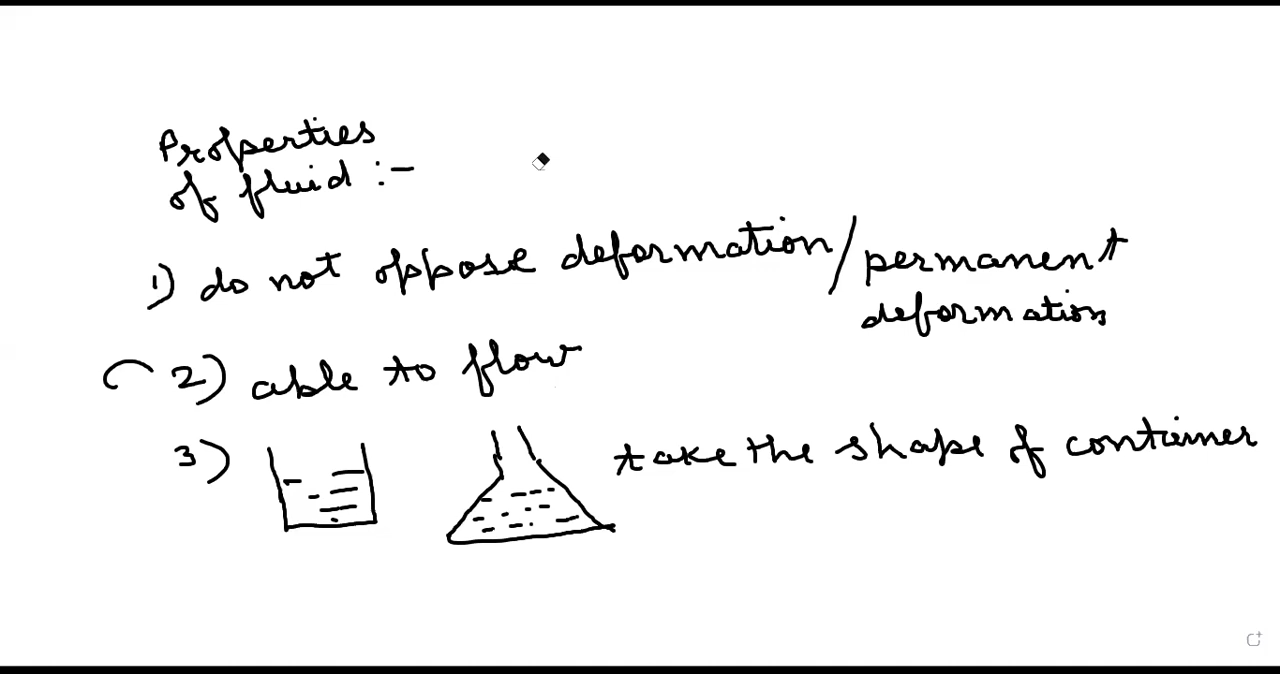 Properties
of fluid :-
1) do not oppose deformation / permanent
deformation
2) able to flow
3) take the shape of container